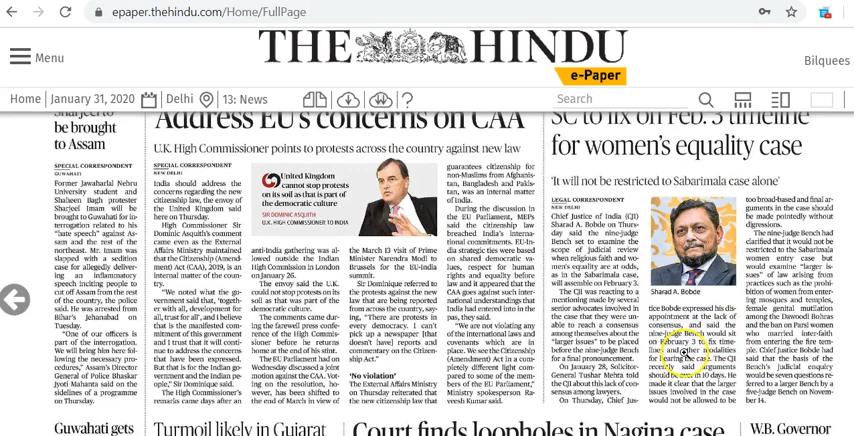 epaper.thehindu.com/Home/FullPage
THE HINDU
e-Paper
Menu
Bilquees
Home
January 31, 2020
Delhi
13: News
Search
Sharjeel to
be brought
to Assam
SPECIAL CORRESPONDENT
GUWAHATI
Former Jawaharlal Nehru
University student and
Shaheen Bagh protester
Sharjeel Imam will be
brought to Guwahati for in-
terrogation related to his
"hate speech" against As-
sam and the rest of the
northeast. Mr. Imam was
slapped with a sedition
case for allegedly deliver-
ing an inflammatory
speech inciting people to
cut off Assam from the rest
of the country, the police
said. He was arrested from
Bihar's Jehanabad on
Tuesday.
"One of our officers is
part of the interrogation.
We will being him here fol-
lowing the necessary pro-
cedures," Assam's Director
General of Police Bhaskar
Jyoti Mahanta said on the
sidelines of a programme
on Thursday.
Guwahati gets
Address EU's concerns on CAA
U.K. High Commissioner points to protests across the country against new law
SPECIAL CORRESPONDENT
NEW DELHI
India should address the
concerns regarding the new
citizenship law, the envoy of
the United Kingdom said
here on Thursday.
High Commissioner Sir
Dominic Asquith's comment
came even as the External
Affairs Ministry maintained
that the Citizenship (Amend-
ment) Act (CAA), 2019, is an
internal matter of the coun-
try.
"We noted what the go-
vernment said, 'together
with all, development for
all, trust for all', and I believe
that is the manifested com-
mitment of this government
and I trust that it will contin-
ue to address the concerns
that have been expressed.
But that is for the Indian go-
vernment and the Indian pe-
ople," Sir Dominique said.
The High Commissioner's
remarks came days after an
United Kingdom
cannot stop protests
on its soil as that is part of
the democratic culture
SIR DOMINIC ASQUITH
U.K. HIGH COMMISSIONER TO INDIA
anti-India gathering was al-
lowed outside the Indian
High Commission in London
on January 26.
The envoy said the U.K.
could not stop protests on its
soil as that was part of the
democratic culture.
The comments came dur-
ing the farewell press confe-
rence of the High Commis-
sioner before he returns
home at the end of his stint.
The EU Parliament had on
Wednesday discussed a joint
motion against the CAA. Vot-
ing on the resolution, howev-
er, has been shifted to
the end of March in view of
the March 13 visit of Prime
Minister Narendra Modi to
Brussels for the EU-India
summit.
Sir Dominique referred to
the protests against the new
law that are being reported
from across the country, say-
ing, "There are protests in
every democracy. I can't
pick up a newspaper [that
doesn't have] reports and
commentary on the Citizen-
ship Act."
'No violation'
The External Affairs Ministry
on Thursday reiterated that
the new citizenship law that
guarantees citizenship for
non-Muslims from Afghanis-
tan, Bangladesh and Pakis-
tan, was an internal matter
of India.
During the discussion in
the EU Parliament, MEPs
said the citizenship law
breached India's interna-
tional commitments. EU-In-
dia strategic ties were based
on shared democratic va-
lues, respect for human
rights and equality before
law and it appeared that the
CAA goes against such inter-
national understandings that
India had entered into in the
pas, they said.
"We are not violating any
of the international laws and
covenants which are in
place. We see the Citizenship
(Amendment) Act in a com-
pletely different light com-
pared to some of the mem-
bers of the EU Parliament,"
Ministry spokesperson Ra-
veesh Kumar said.
SC to fix on Feb. 3 timeline
for women's equality case
'It will not be restricted to Sabarimala case alone'
LEGAL CORRESPONDENT
NEW DELHI
Chief Justice of India (CJI)
Sharad A. Bobde on Thurs-
day said the nine-judge
Bench set to examine the
scope of judicial review
when religious faith and wo-
men's equality are at odds,
as in the Sabarimala case,
will assemble on February 3.
The CJI was reacting to a
mentioning made by several
senior advocates involved in
the case that they were un-
able to reach a consensus
among themselves about the
"larger issues" to be placed
before the nine-judge Bench
for a final pronouncement.
On January 28, Solicitor-
General Tushar Mehta told
the CJI about this lack of con-
sensus among lawyers.
On Thursday, Chief Jus-
Sharad A. Bobde
tice Bobde expressed his dis-
appointment at the lack of
consensus, and said the
nine-judge Bench would sit
on February 3 to fix time-
and other modalities
for hearing the case. The CJI
said arguments
should in 10 days. He
made it clear that the larger
issues involved in the case
would not be allowed to be
too broad-based and final ar-
guments in the case should
be made pointedly without
digressions.
The nine-judge Bench had
clarified that it would not be
restricted to the Sabarimala
women entry case but
would examine "larger is-
sues" of law arising from
practices such as the prohi-
bition of women from enter-
ing mosques and temples,
female genital mutilation
among the Dawoodi Bohras
and the ban on Parsi women
who married inter-faith
from entering the fire tem-
ple. Chief Justice Bobde had
said that the basis of the
Bench's judicial enquiry
would be seven questions re-
ferred to a larger Bench by a
five-judge Bench on Novem-
ber 14.
Turmoil likely in Gujarat
Court finds loopholes in Nagina case
W.B. Governor